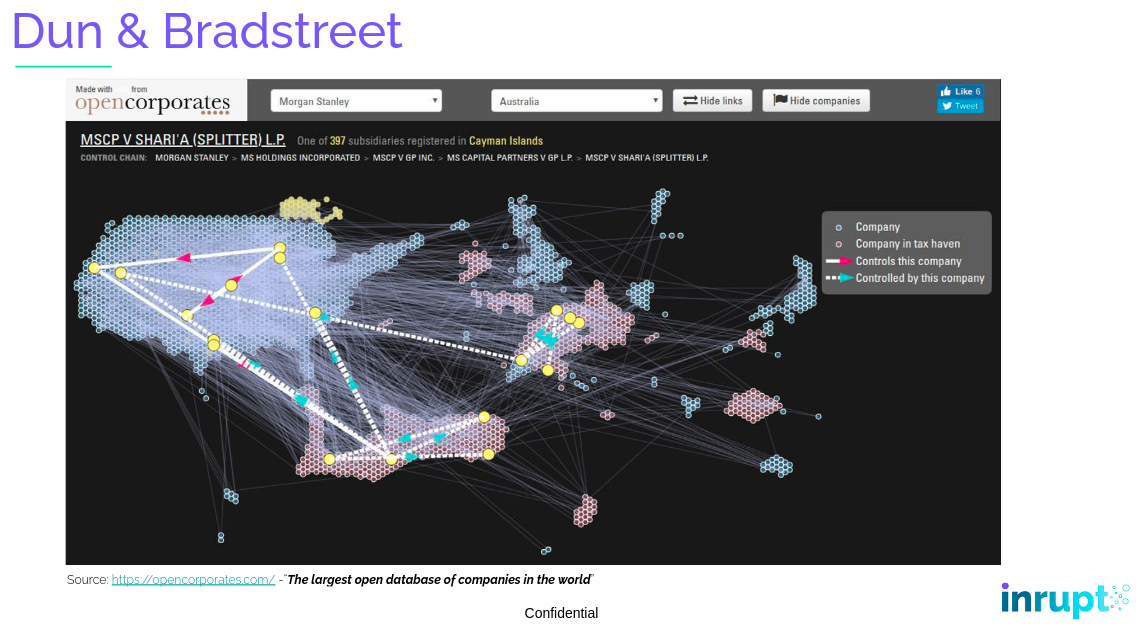 Dun & Bradstreet
Made with from
opencorporates
Morgan Stanley
Australia
Hide links
Hide companies
Like 6
Tweet
MSCP V SHARI'A (SPLITTER) L.P. One of 397 subsidiaries registered in Cayman Islands
CONTROL CHAIN: MORGAN STANLEY > MS HOLDINGS INCORPORATED > MSCP V GP INC. > MS CAPITAL PARTNERS V GP L.P. > MSCP V SHARI'A (SPLITTER) L.P.
Company
Company in tax haven
Controls this company
Controlled by this company
Source: https://opencorporates.com/ -"The largest open database of companies in the world"
Confidential
inrupt